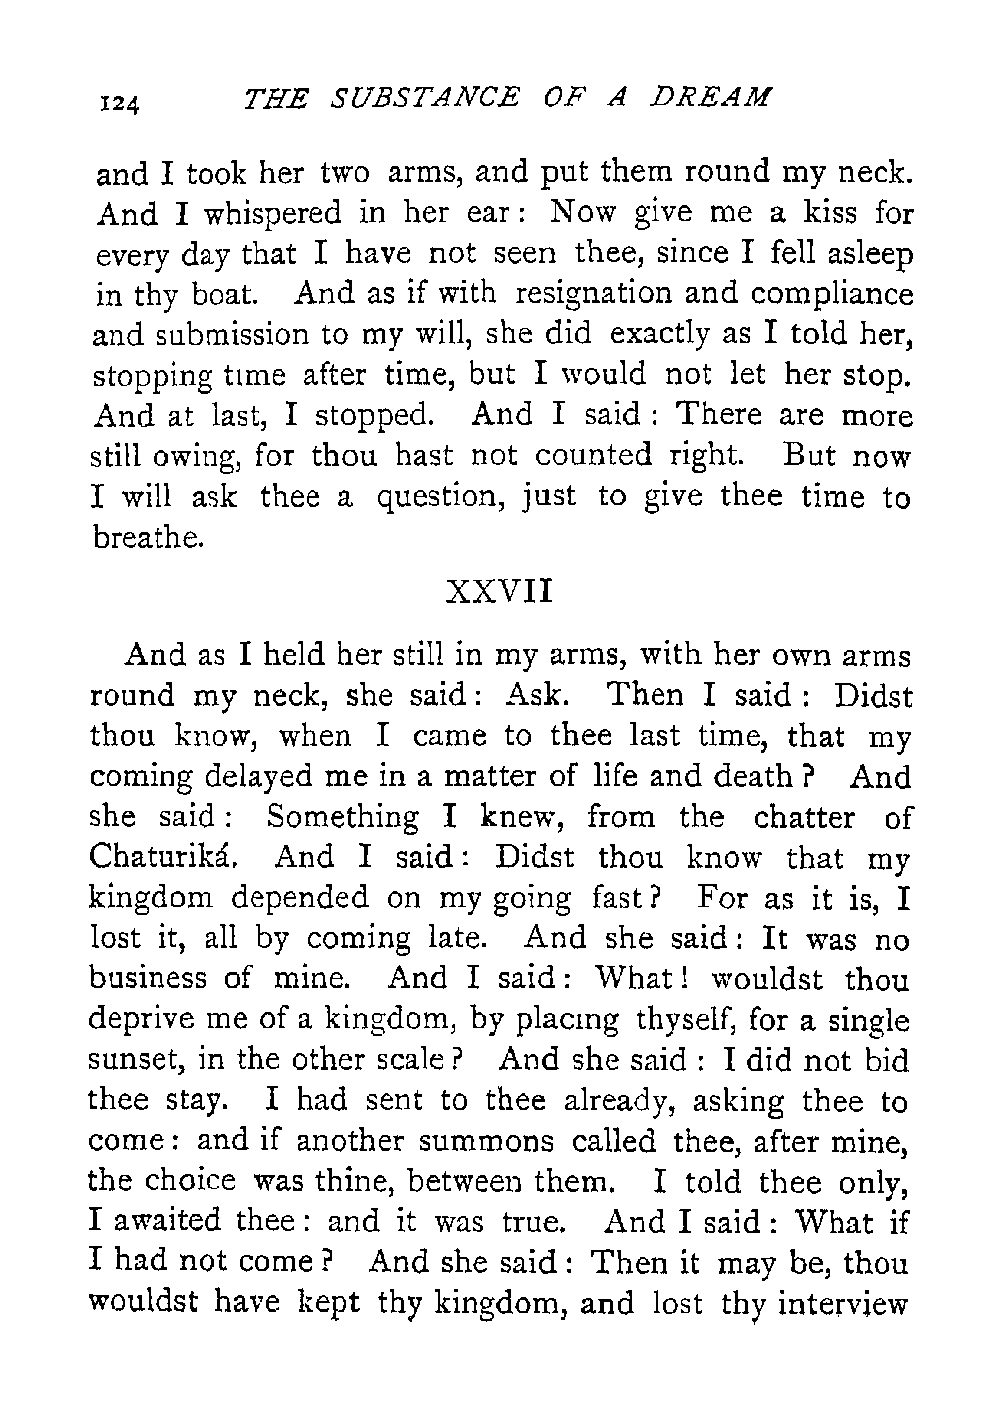 124 THE SUBSTANCE OF A DREAM
and I took her two arms, and put them round my neck.
And I whispered in her ear: Now give me a kiss for
every day that I have not seen thee, since I fell asleep
in thy boat. And as if with resignation and compliance
and submission to my will, she did exactly as I told her,
stopping time after time, but I would not let her stop.
And at last, I stopped. And I said: There are more
still owing, for thou hast not counted right. But now
I will ask thee a question, just to give thee time to
breathe.
XXVII
And as I held her still in my arms, with her own arms
round my neck, she said: Ask. Then I said: Didst
thou know, when I came to thee last time, that my
coming delayed me in a matter of life and death? And
she said: Something I knew, from the chatter of
Chaturiká. And I said: Didst thou know that my
kingdom depended on my going fast? For as it is, I
lost it, all by coming late. And she said: It was no
business of mine. And I said: What! wouldst thou
deprive me of a kingdom, by placing thyself, for a single
sunset, in the other scale? And she said: I did not bid
thee stay. I had sent to thee already, asking thee to
come: and if another summons called thee, after mine,
the choice was thine, between them. I told thee only,
I awaited thee: and it was true. And I said: What if
I had not come? And she said: Then it may be, thou
wouldst have kept thy kingdom, and lost thy interview